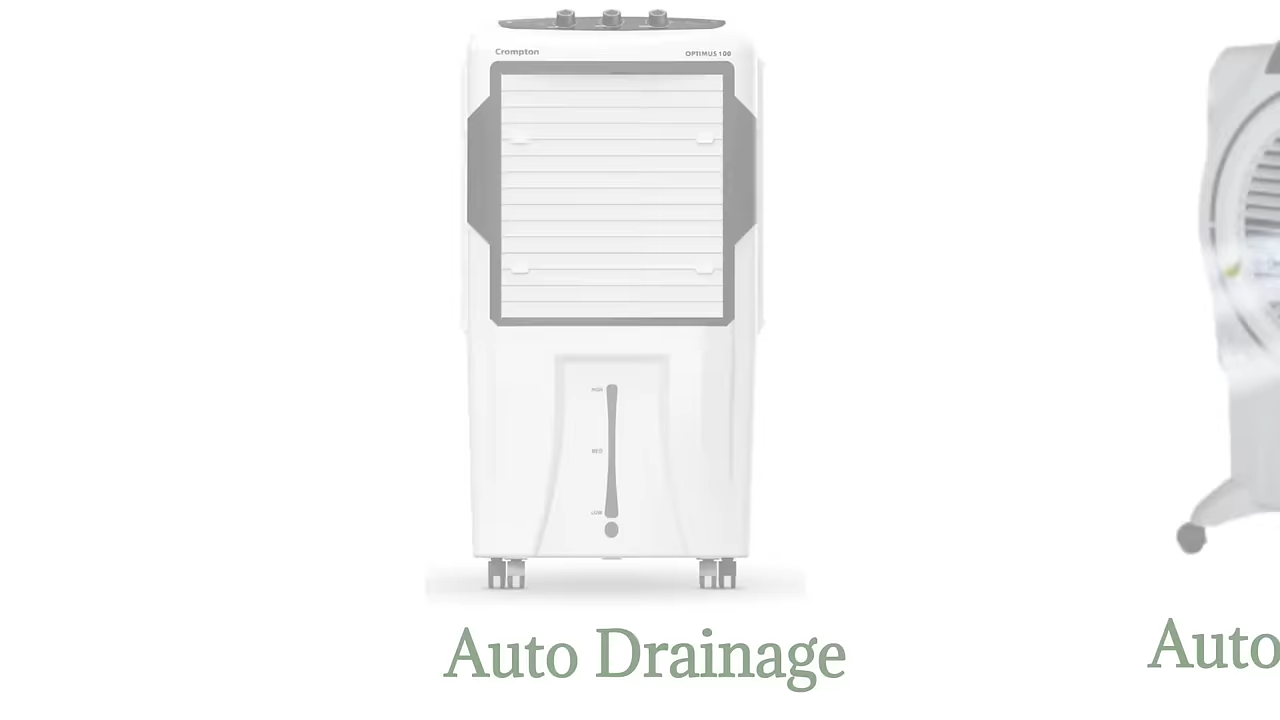 Crompton
OPTIMUS 100
HIGH
MED
LOW
Auto Drainage
Auto